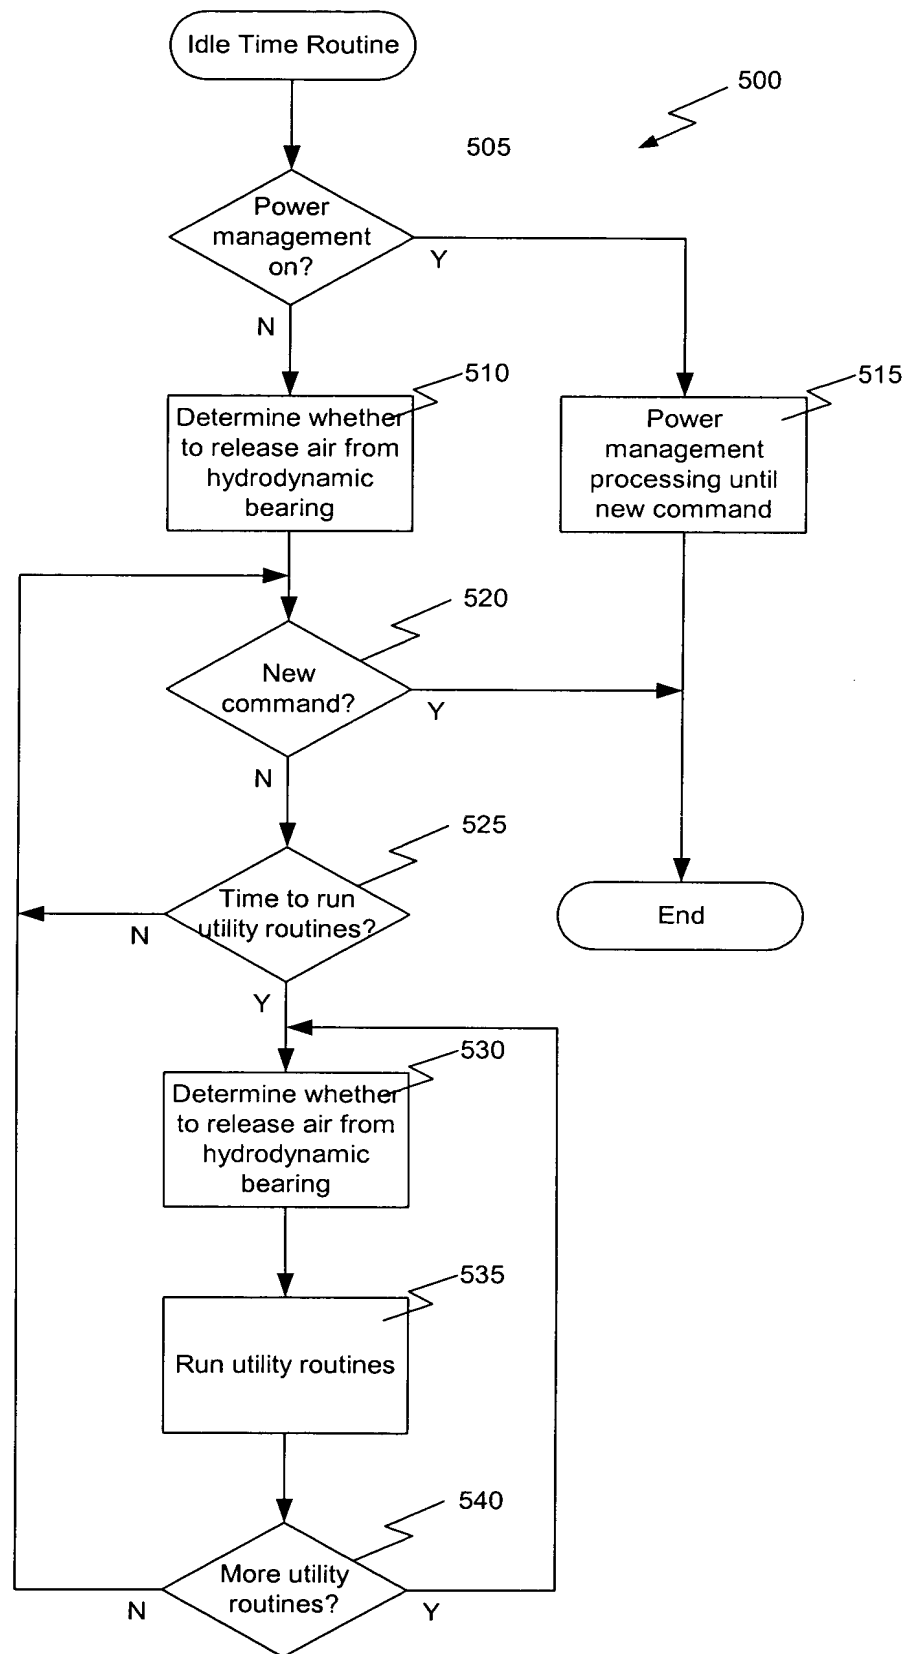 Idle Time Routine
500
505
Power
management
on?
Y
N
510
515
Determine whether
to release air from
hydrodynamic
bearing
Power
management
processing until
new command
520
New
command?
Y
N
525
Time to run
utility routines?
N
End
Y
530
Determine whether
to release air from
hydrodynamic
bearing
535
Run utility routines
540
More utility
routines?
N
Y